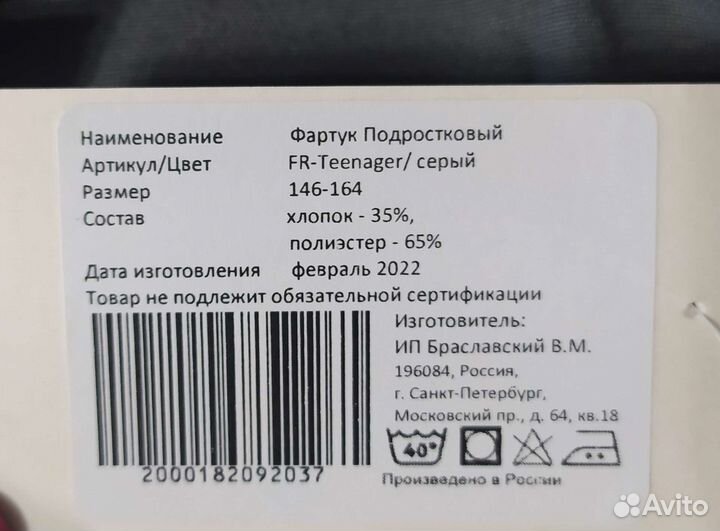 Наименование Фартук Подростковый
Артикул/Цвет FR-Teenager/ серый
Размер 146-164
Состав хлопок - 35%,
полиэстер - 65%
Дата изготовления февраль 2022
Товар не подлежит обязательной сертификации
Изготовитель:
ИП Браславский В.М.
196084, Россия,
г. Санкт-Петербург,
Московский пр., д. 64, кв.18
40°
2000182092037
Произведено в России
Avito